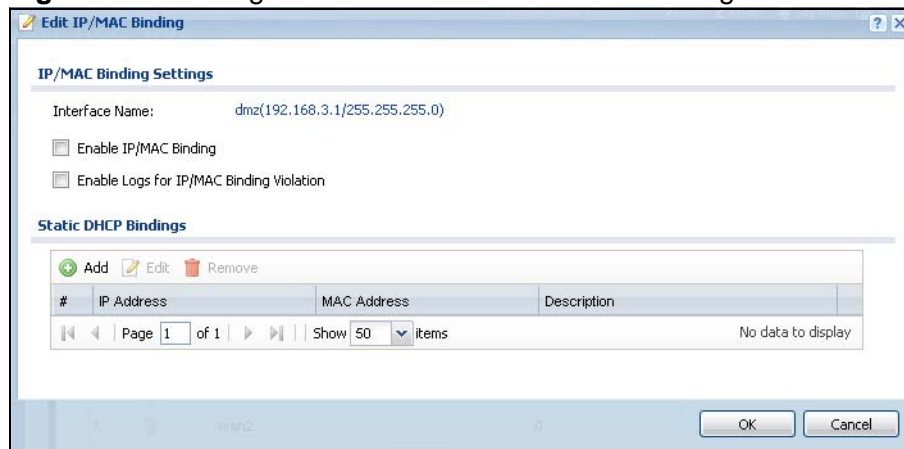 Edit IP/MAC Binding
IP/MAC Binding Settings
Interface Name: dmz(192.168.3.1/255.255.255.0)
Enable IP/MAC Binding
Enable Logs for IP/MAC Binding Violation
Static DHCP Bindings
Add Edit Remove
# IP Address MAC Address Description
Page 1 of 1 Show 50 items No data to display
wan2 0
OK Cancel